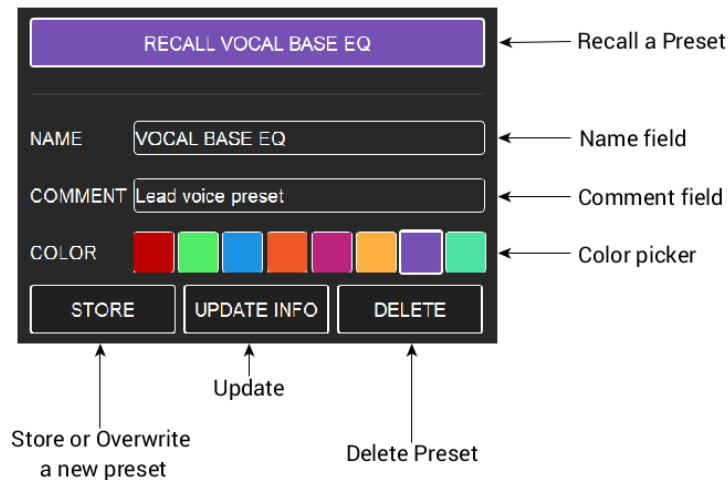 RECALL VOCAL BASE EQ
Recall a Preset
NAME
VOCAL BASE EQ
Name field
COMMENT
Lead voice preset
Comment field
COLOR
Color picker
STORE
UPDATE INFO
DELETE
Update
Store or Overwrite
a new preset
Delete Preset